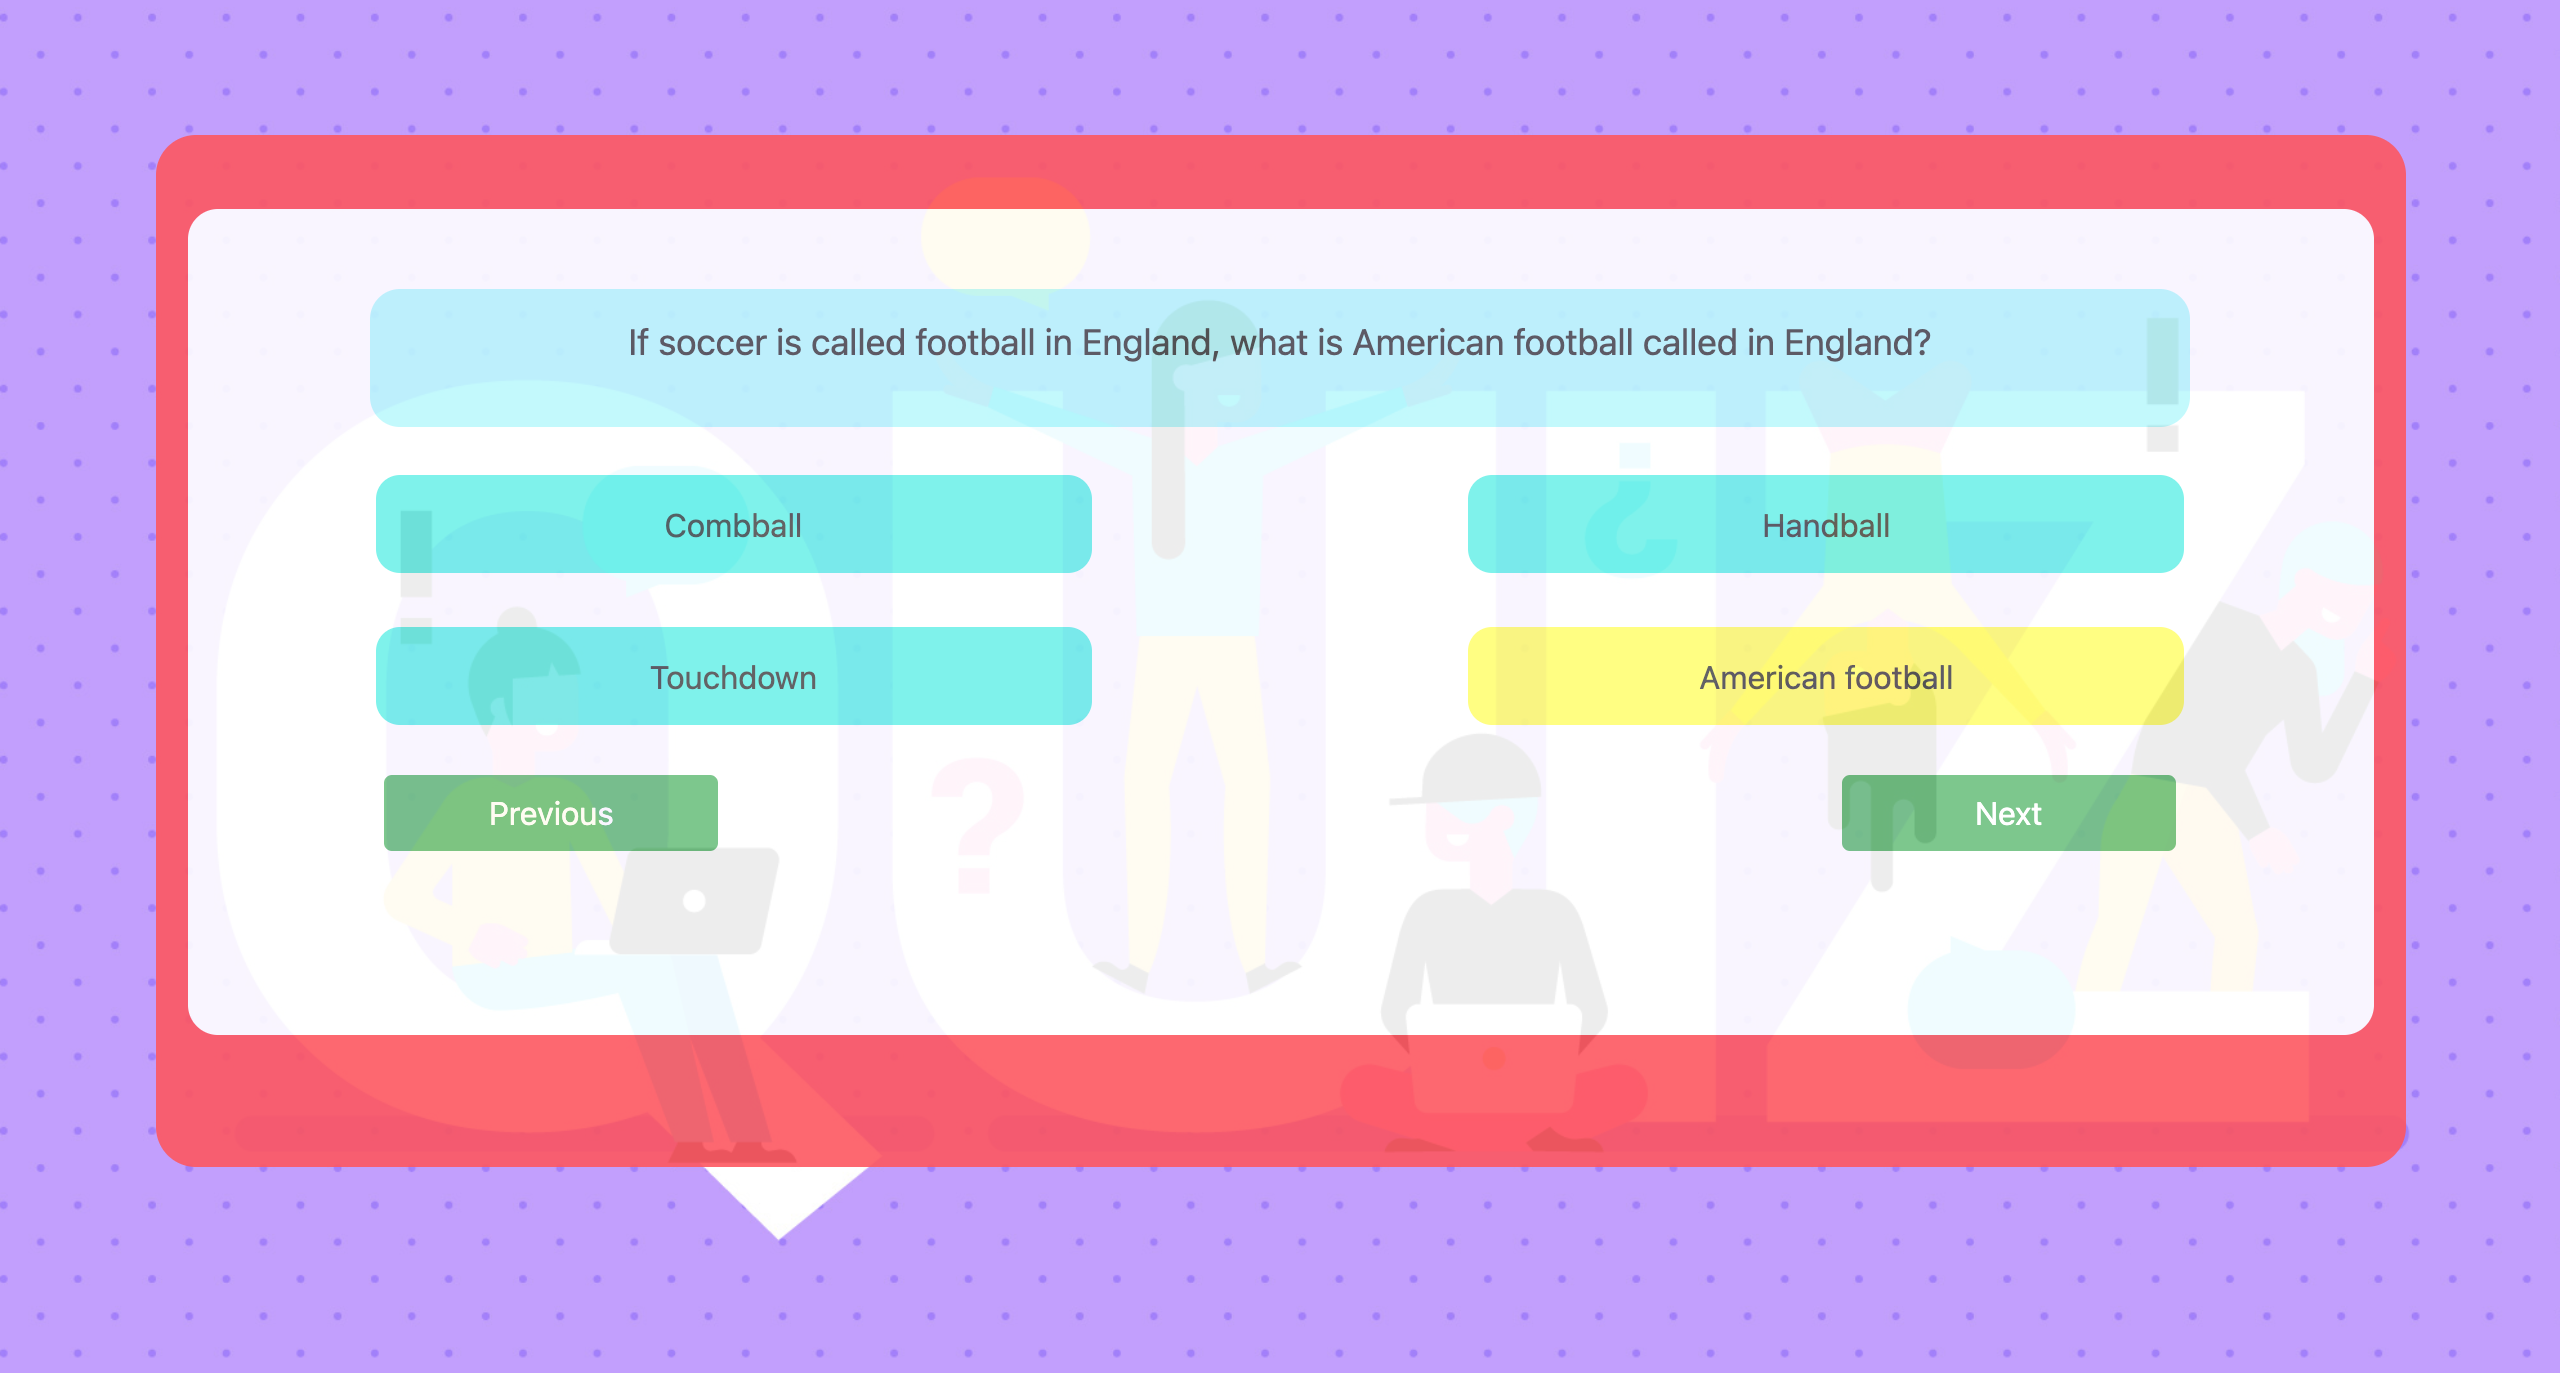 If soccer is called football in England, what is American football called in England?
Combball
Handball
Touchdown
American football
Previous
Next